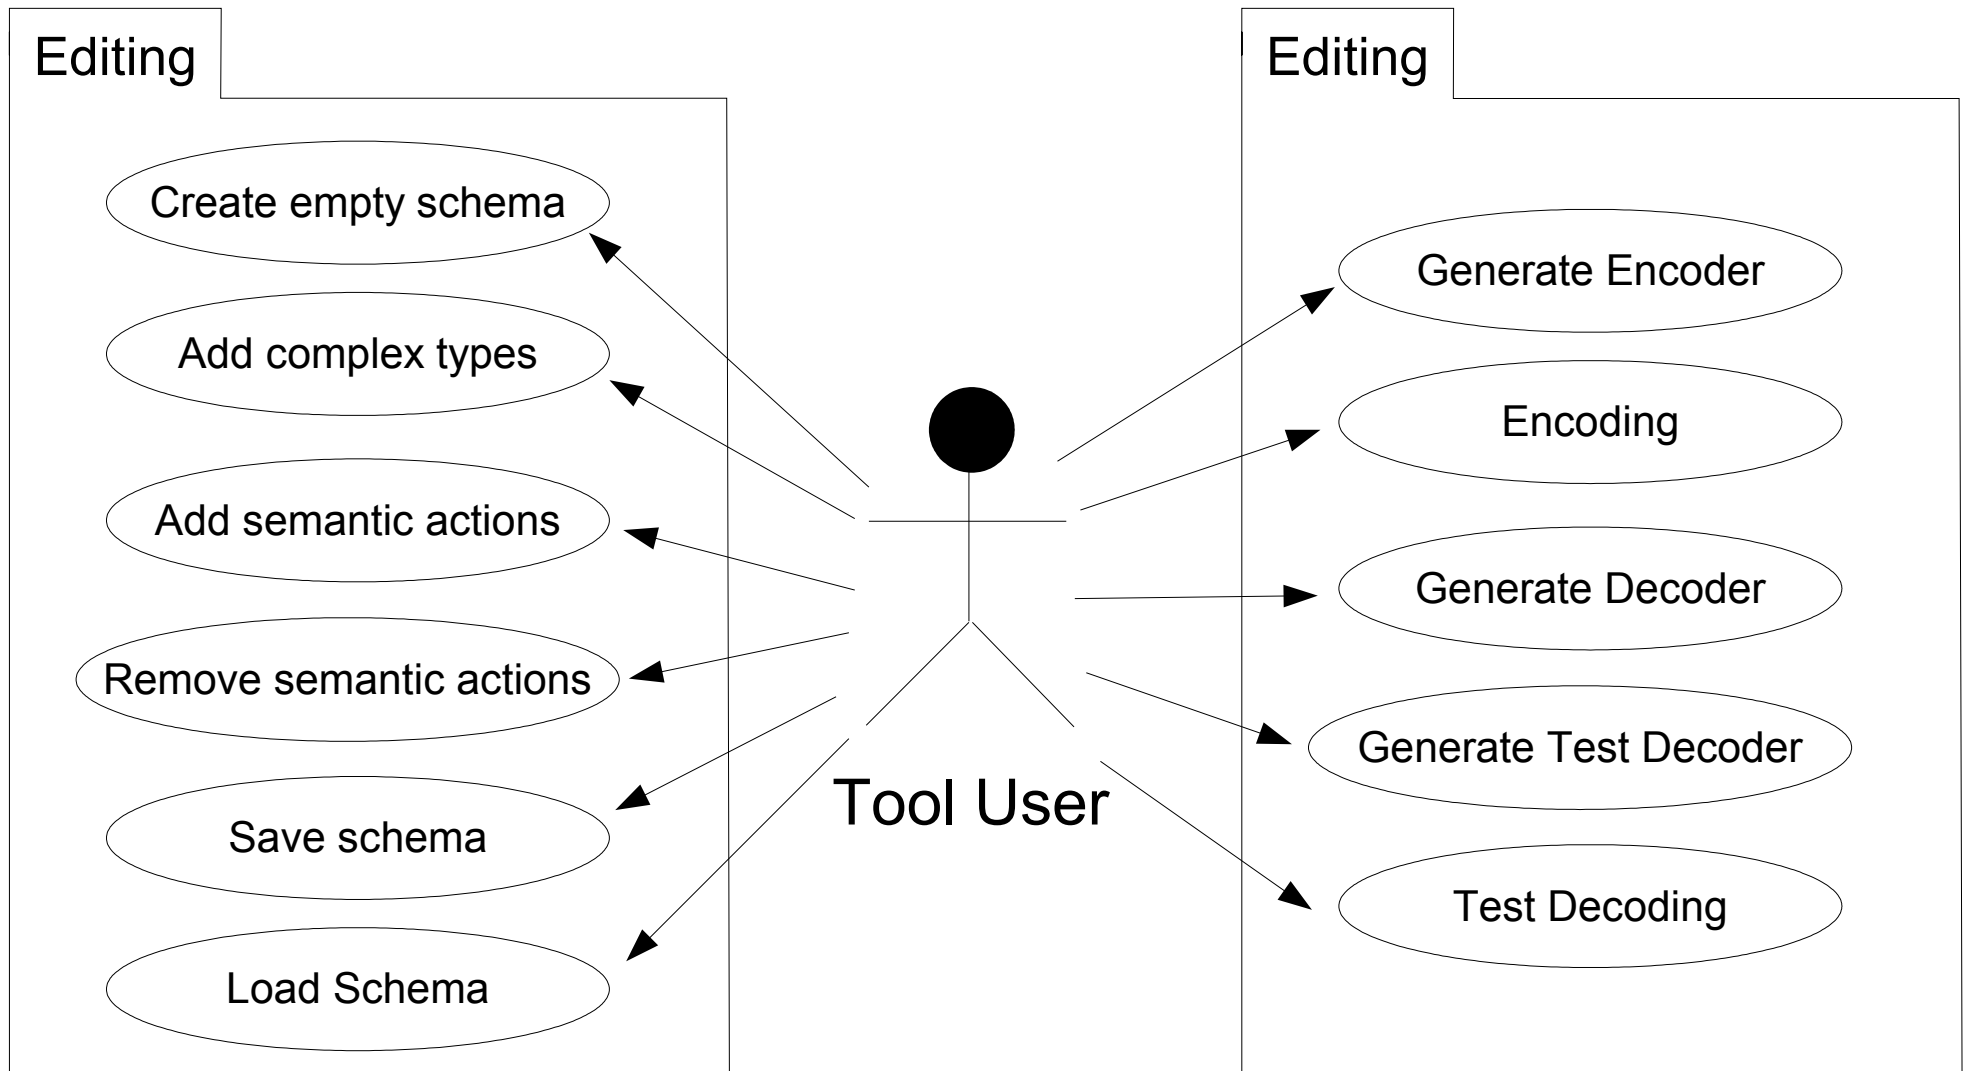 Editing
Create empty schema
Add complex types
Add semantic actions
Remove semantic actions
Save schema
Load Schema
Tool User
Editing
Generate Encoder
Encoding
Generate Decoder
Generate Test Decoder
Test Decoding